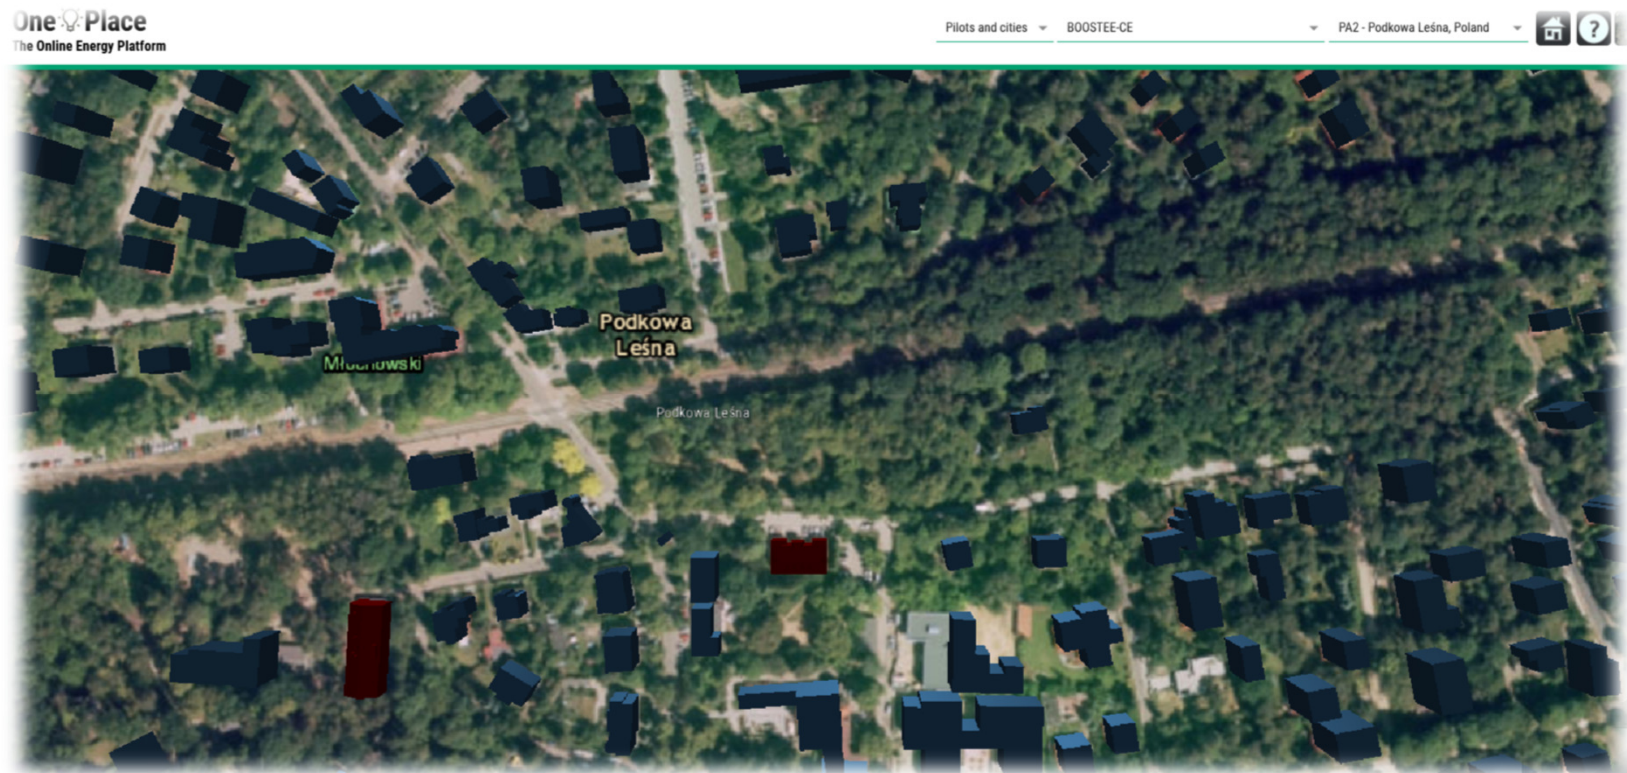 One Place
The Online Energy Platform
Pilots and cities
BOOSTEE-CE
PA2 - Podkowa Leśna, Poland
?
Podkowa
Leśna
Podkowa Leśna